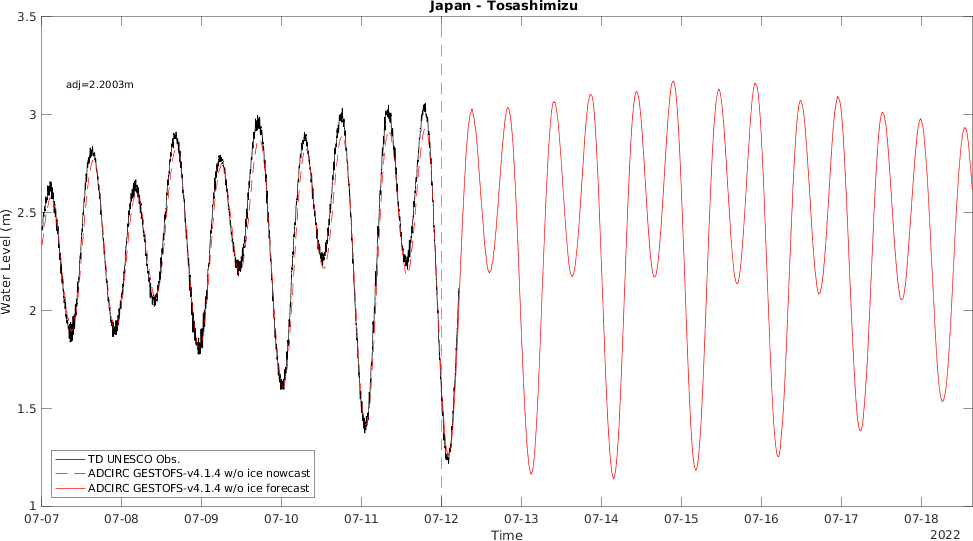 Japan - Tosashimizu
3.5
adj=2.2003m
3
2.5
Water Level (m)
2
1.5
TD UNESCO Obs.
ADCIRC GESTOFS-v4.1.4 w/o ice nowcast
ADCIRC GESTOFS-v4.1.4 w/o ice forecast
1
07-07 07-08 07-09 07-10 07-11 07-12 07-13 07-14 07-15 07-16 07-17 07-18
Time
2022